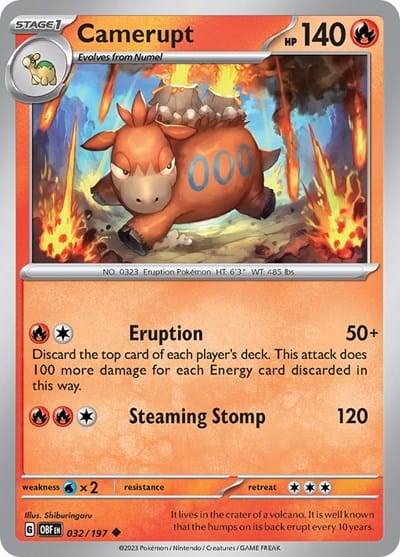 STAGE1
Camerupt
HP 140
Evolves from Numel
NO. 0323 Eruption Pokémon HT: 6'3" WT: 485 lbs.
Eruption 50+
Discard the top card of each player's deck. This attack does
100 more damage for each Energy card discarded in
this way.
Steaming Stomp 120
weakness ×2 resistance retreat
Illus. Shiburingaru
G OBF EN 032/197
It lives in the crater of a volcano. It is well known
that the humps on its back erupt every 10 years.
©2023 Pokémon / Nintendo / Creatures / GAME FREAK